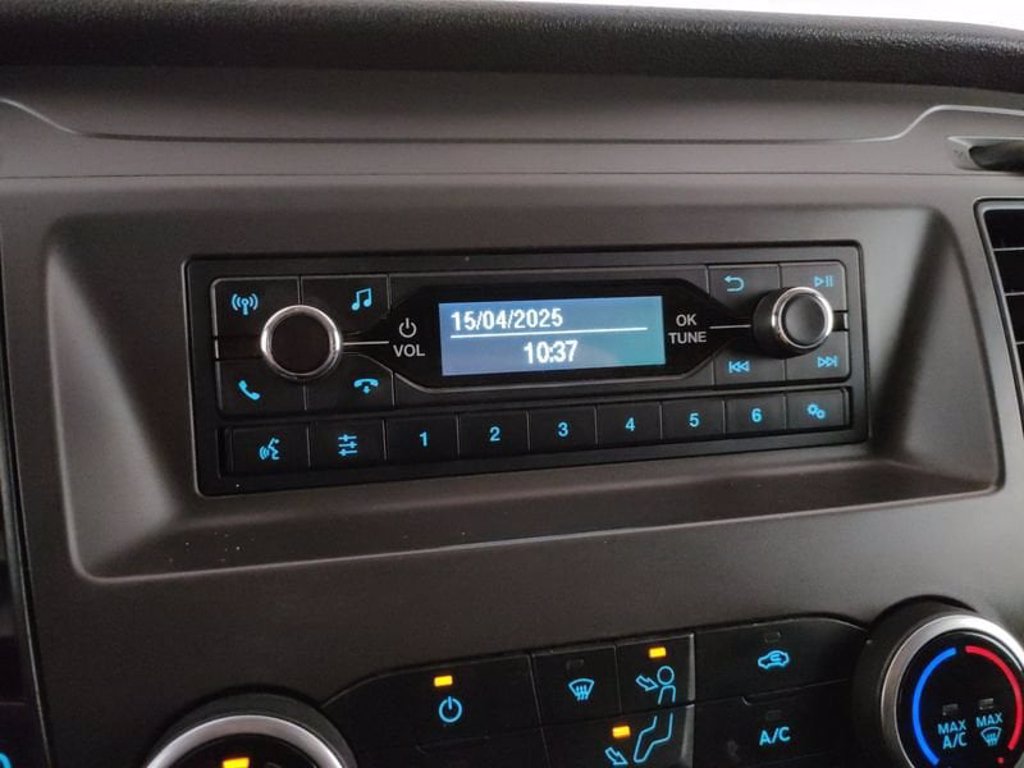 15/04/2025
10:37
VOL
OK
TUNE
1 2 3 4 5 6
A/C
MAX
A/C
MAX